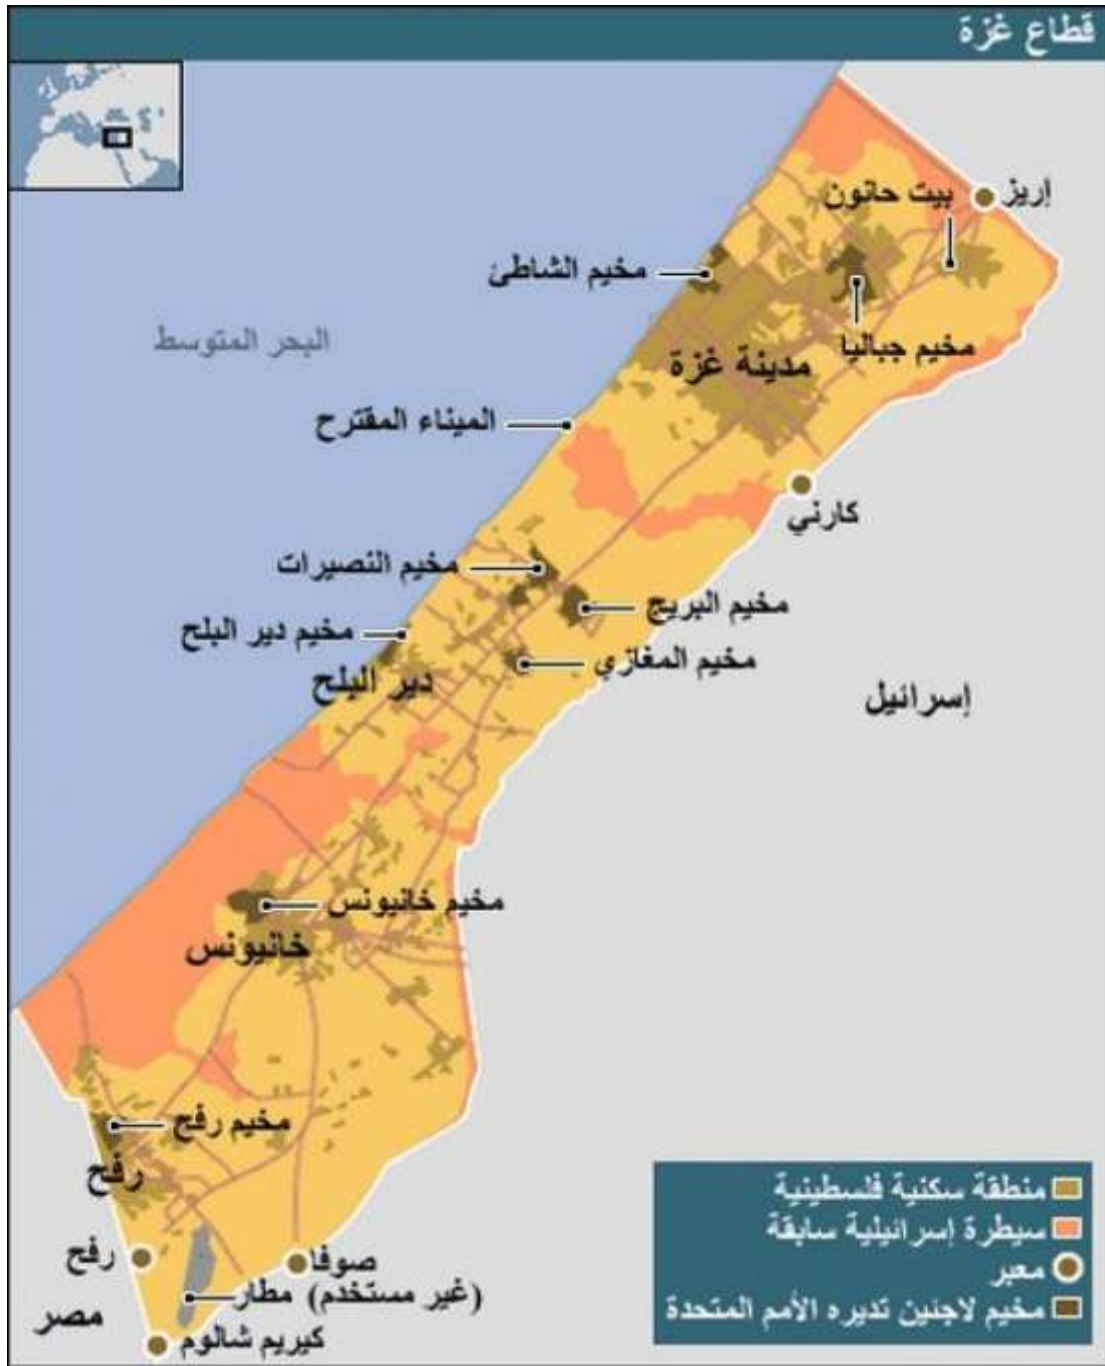 قطاع غزة
إريز
بيت حانون
مخيم الشاطئ
البحر المتوسط
مخيم جباليا
مدينة غزة
الميناء المقترح
كارني
مخيم النصيرات
مخيم البريج
مخيم دير البلح
مخيم المغازي
دير البلح
إسرائيل
مخيم خانيونس
خانيونس
مخيم رفح
رفح
رفح
صوفا
مطار (غير مستخدم)
مصر
كيريم شالوم
منطقة سكنية فلسطينية
سيطرة إسرائيلية سابقة
معبر
مخيم لاجئين تديره الأمم المتحدة